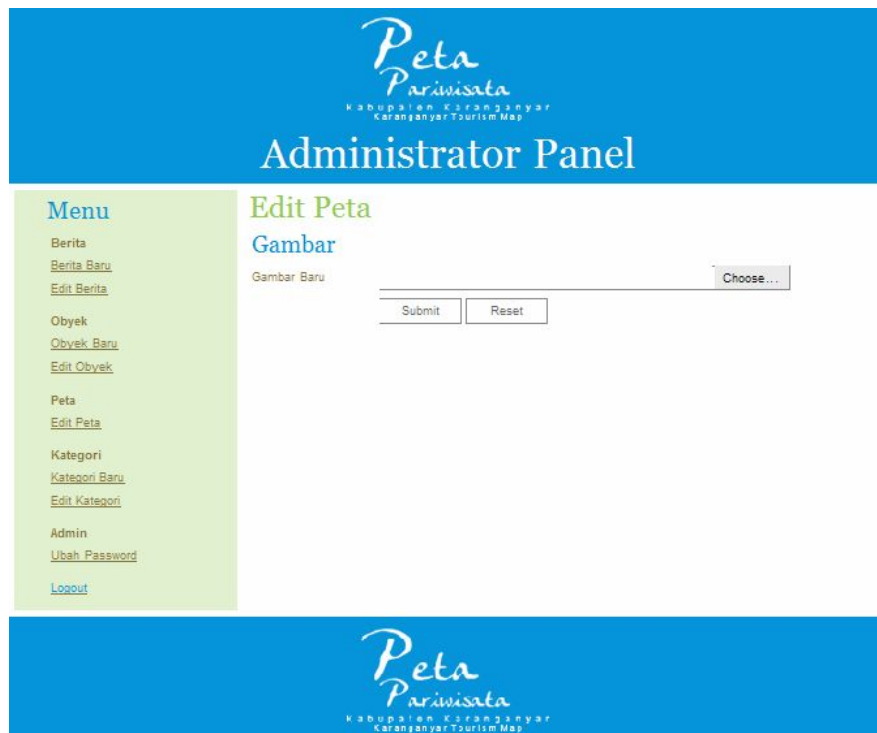 Peta
Pariwisata
kabupaten Karanganyar
Karanganyar Tourism Map
Administrator Panel
Menu
Berita
Berita Baru
Edit Berita
Obyek
Obyek Baru
Edit Obyek
Peta
Edit Peta
Kategori
Kategori Baru
Edit Kategori
Admin
Ubah Password
Logout
Edit Peta
Gambar
Gambar Baru
Choose...
Submit
Reset
Peta
Pariwisata
kabupaten Karanganyar
Karanganyar Tourism Map